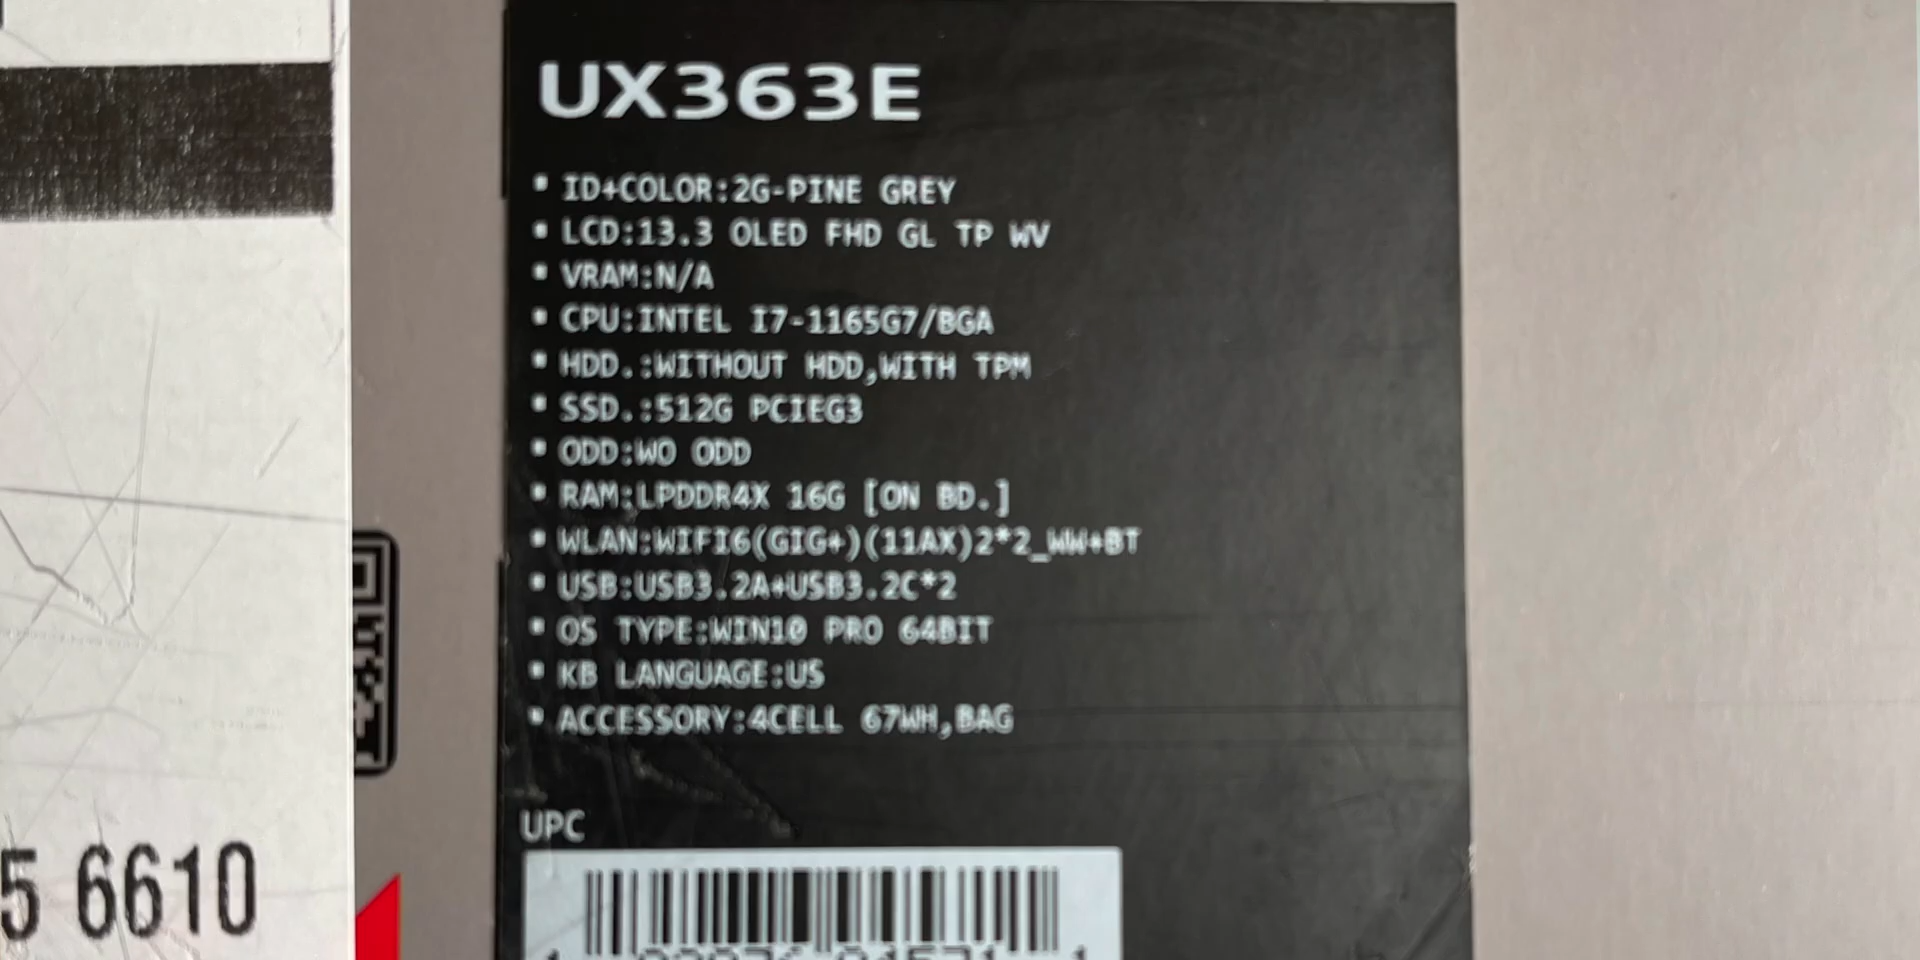 UX363E
▪ ID+COLOR:2G-PINE GREY
▪ LCD:13.3 OLED FHD GL TP WV
▪ VRAM:N/A
▪ CPU:INTEL I7-1165G7/BGA
▪ HDD.:WITHOUT HDD,WITH TPM
▪ SSD.:512G PCIEG3
▪ ODD:WO ODD
▪ RAM:LPDDR4X 16G [ON BD.]
▪ WLAN:WIFI6(GIG+)(11AX)2*2_WW+BT
▪ USB:USB3.2A+USB3.2C*2
▪ OS TYPE:WIN10 PRO 64BIT
▪ KB LANGUAGE:US
▪ ACCESSORY:4CELL 67WH,BAG
UPC
5 6610